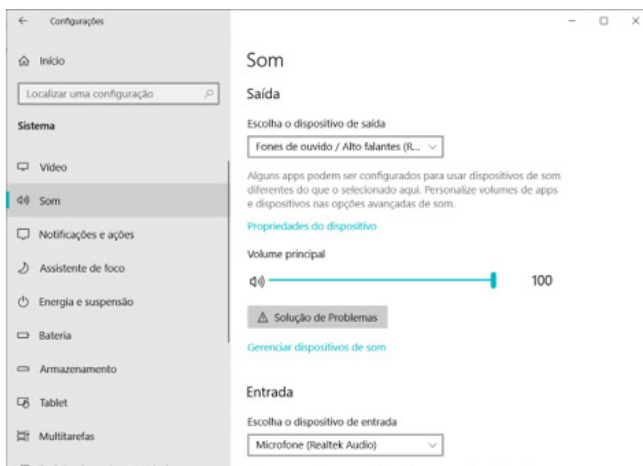 Configurações
Início
Localizar uma configuração
Sistema
Vídeo
Som
Notificações e ações
Assistente de foco
Energia e suspensão
Bateria
Armazenamento
Tablet
Multitarefas
Som
Saída
Escolha o dispositivo de saída
Fones de ouvido / Alto falantes (R...
Alguns apps podem ser configurados para usar dispositivos de som
diferentes do que o selecionado aqui. Personalize volumes de apps
e dispositivos nas opções avançadas de som.
Propriedades do dispositivo
Volume principal
100
Solução de Problemas
Gerenciar dispositivos de som
Entrada
Escolha o dispositivo de entrada
Microfone (Realtek Audio)